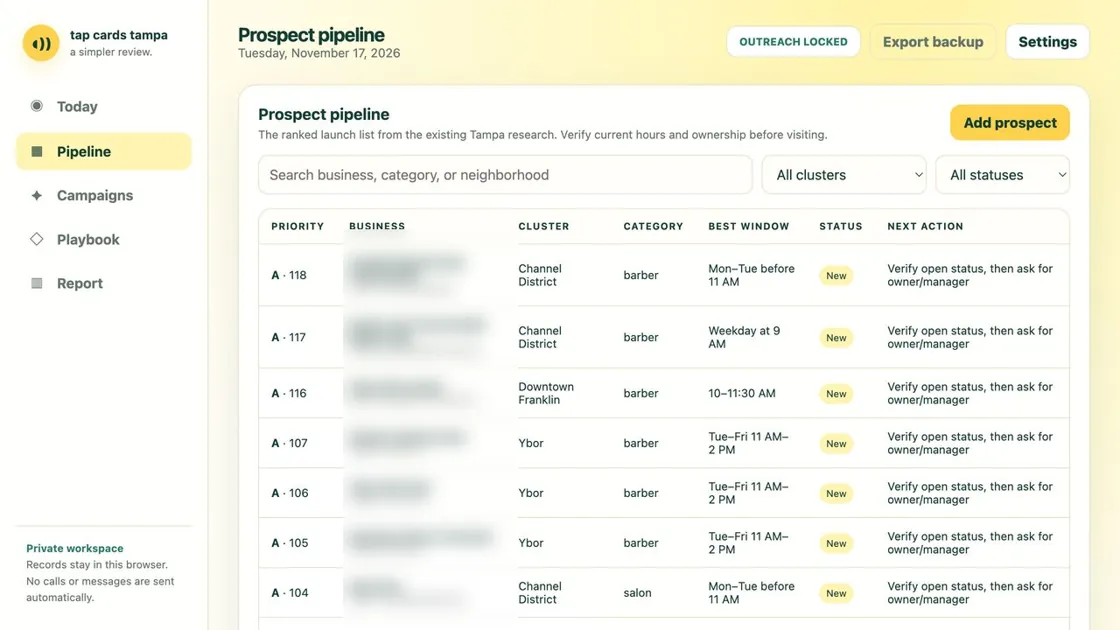 tap cards tampa
a simpler review.
Today
Pipeline
Campaigns
Playbook
Report
Private workspace
Records stay in this browser.
No calls or messages are sent
automatically.
Prospect pipeline
Tuesday, November 17, 2026
OUTREACH LOCKED
Export backup
Settings
Prospect pipeline
The ranked launch list from the existing Tampa research. Verify current hours and ownership before visiting.
Add prospect
Search business, category, or neighborhood
All clusters
All statuses
PRIORITY BUSINESS CLUSTER CATEGORY BEST WINDOW STATUS NEXT ACTION
A · 118 Channel District barber Mon–Tue before 11 AM New Verify open status, then ask for owner/manager
A · 117 Channel District barber Weekday at 9 AM New Verify open status, then ask for owner/manager
A · 116 Downtown Franklin barber 10–11:30 AM New Verify open status, then ask for owner/manager
A · 107 Ybor barber Tue–Fri 11 AM–2 PM New Verify open status, then ask for owner/manager
A · 106 Ybor barber Tue–Fri 11 AM–2 PM New Verify open status, then ask for owner/manager
A · 105 Ybor barber Tue–Fri 11 AM–2 PM New Verify open status, then ask for owner/manager
A · 104 Channel District salon Mon–Tue before 11 AM New Verify open status, then ask for owner/manager